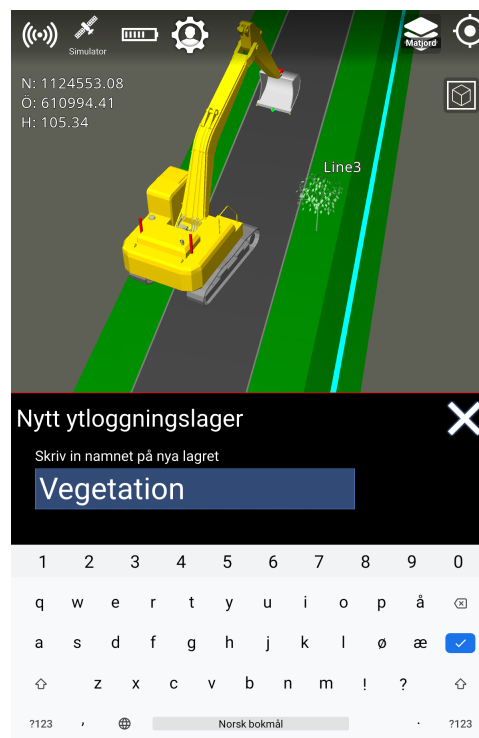 Simulator
Matjord
N: 1124553.08
Ö: 610994.41
H: 105.34
Line3
Nytt ytloggningslager
Skriv in namnet på nya lagret
Vegetation
1 2 3 4 5 6 7 8 9 0
q w e r t y u i o p å
a s d f g h j k l ø æ
z x c v b n m ! ?
?123 , Norsk bokmål . ?123